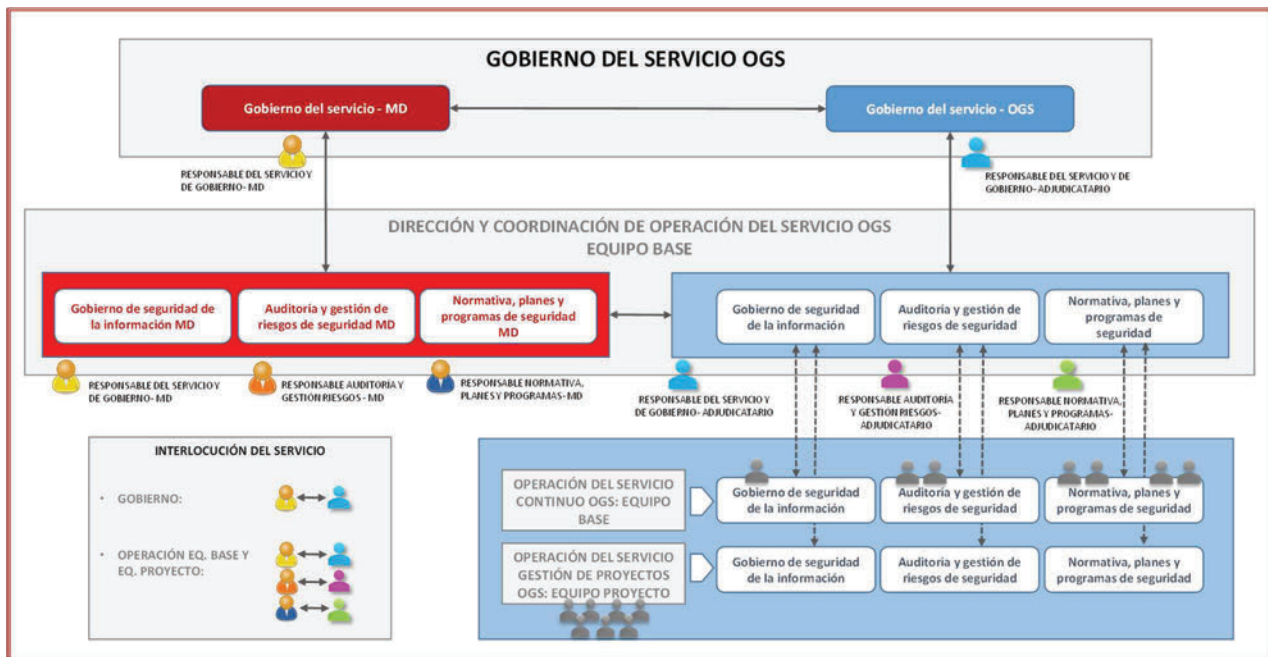 GOBIERNO DEL SERVICIO OGS
Gobierno del servicio - MD
Gobierno del servicio - OGS
RESPONSABLE DEL SERVICIO Y
DE GOBIERNO- MD
RESPONSABLE DEL SERVICIO Y DE
GOBIERNO- ADJUDICATARIO
DIRECCIÓN Y COORDINACIÓN DE OPERACIÓN DEL SERVICIO OGS
EQUIPO BASE
Gobierno de seguridad de
la información MD
Auditoría y gestión de
riesgos de seguridad MD
Normativa, planes y
programas de seguridad
MD
Gobierno de seguridad
de la información
Auditoría y gestión de
riesgos de seguridad
Normativa, planes y
programas de
seguridad
RESPONSABLE DEL SERVICIO Y
DE GOBIERNO- MD
RESPONSABLE AUDITORÍA Y
GESTIÓN RIESGOS - MD
RESPONSABLE NORMATIVA,
PLANES Y PROGRAMAS- MD
RESPONSABLE DEL SERVICIO Y
DE GOBIERNO- ADJUDICATARIO
RESPONSABLE AUDITORÍA
Y GESTIÓN RIESGOS-
ADJUDICATARIO
RESPONSABLE NORMATIVA,
PLANES Y PROGRAMAS-
ADJUDICATARIO
INTERLOCUCIÓN DEL SERVICIO
• GOBIERNO:
• OPERACIÓN EQ. BASE Y
EQ. PROYECTO:
OPERACIÓN DEL SERVICIO
CONTINUO OGS: EQUIPO
BASE
Gobierno de seguridad
de la información
Auditoría y gestión de
riesgos de seguridad
Normativa, planes y
programas de seguridad
OPERACIÓN DEL SERVICIO
GESTIÓN DE PROYECTOS
OGS: EQUIPO PROYECTO
Gobierno de seguridad
de la información
Auditoría y gestión de
riesgos de seguridad
Normativa, planes y
programas de seguridad